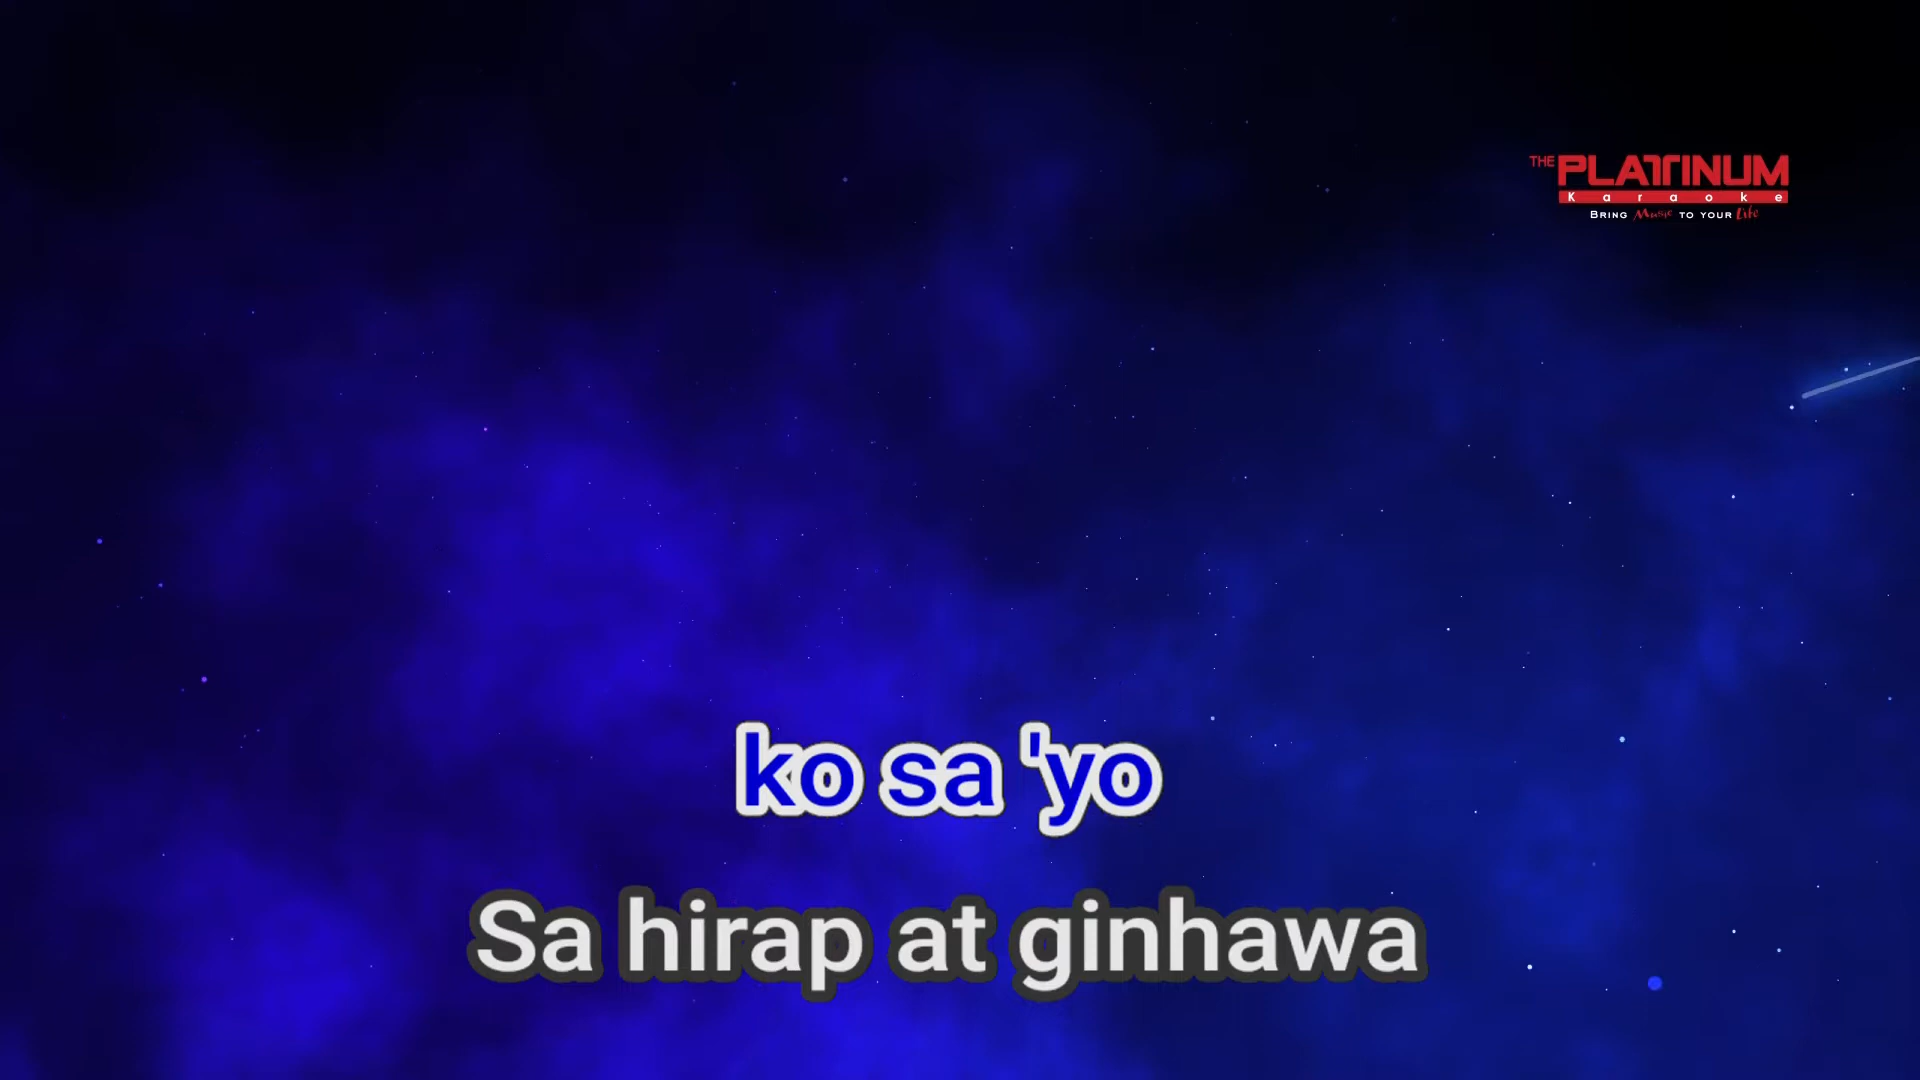 THE PLATINUM
Karaoke
BRING Music TO YOUR Life
ko sa 'yo
Sa hirap at ginhawa